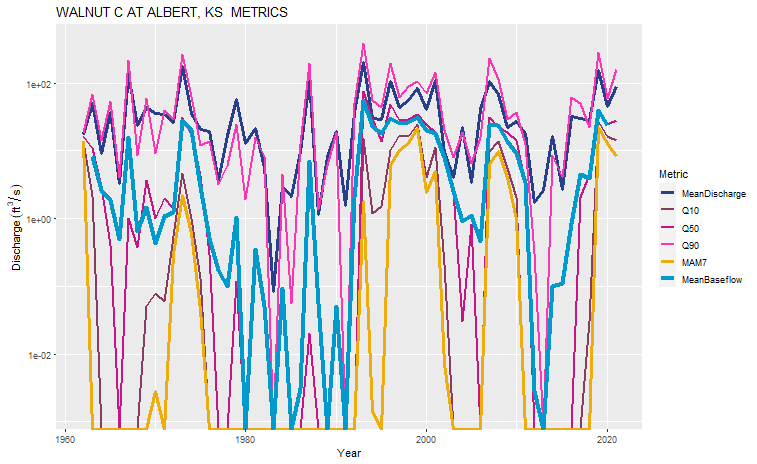 WALNUT C AT ALBERT, KS METRICS
Discharge (ft³/s)
1e+02
1e+00
1e-02
1960
1980
2000
2020
Year
Metric
MeanDischarge
Q10
Q50
Q90
MAM7
MeanBaseflow